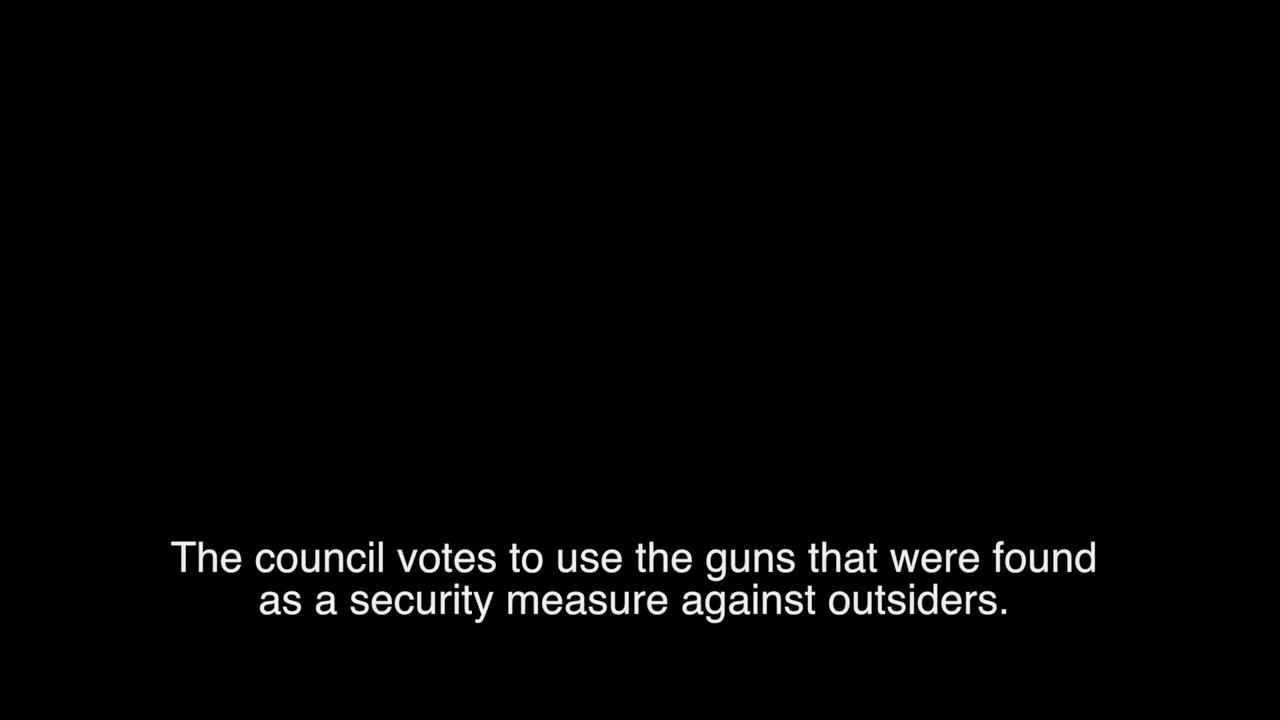 The council votes to use the guns that were found
as a security measure against outsiders.